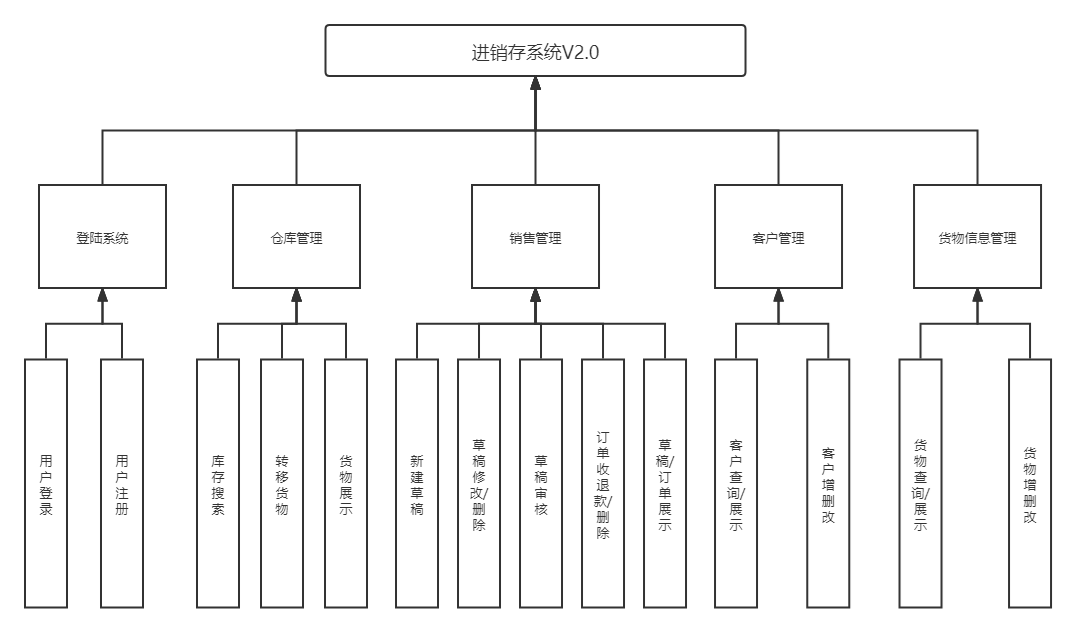 进销存系统V2.0
登陆系统
仓库管理
销售管理
客户管理
货物信息管理
用户登录
用户注册
库存搜索
转移货物
货物展示
新建草稿
草稿修改/删除
草稿审核
订单收退款/删除
草稿/订单展示
客户查询/展示
客户增删改
货物查询/展示
货物增删改